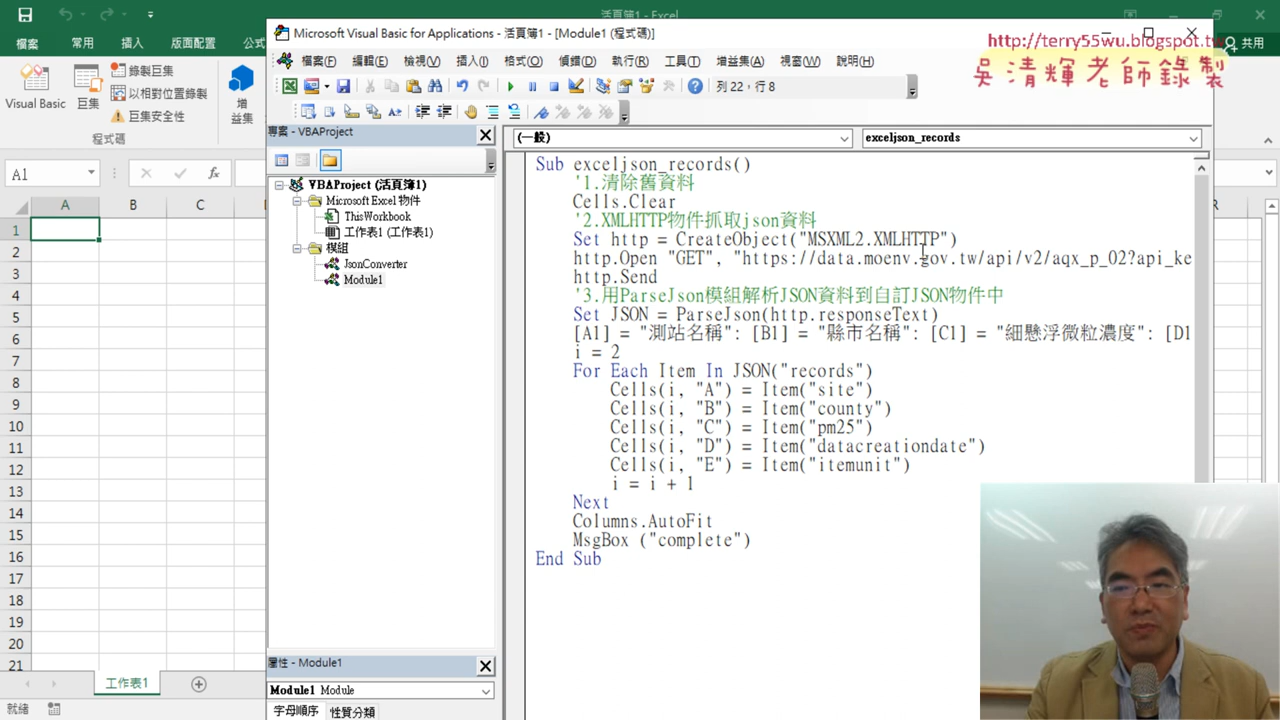 活頁簿1 - Excel
檔案
常用
插入
版面配置
公式
共用
Visual Basic
巨集
錄製巨集
以相對位置錄製
巨集安全性
增
益集
程式碼
A1
fx
A
B
C
R
1
2
3
4
5
6
7
8
9
10
11
12
13
14
15
16
17
18
19
20
21
工作表1
就緒
Microsoft Visual Basic for Applications - 活頁簿1 - [Module1 (程式碼)]
檔案(F) 編輯(E) 檢視(V) 插入(I) 格式(O) 偵錯(D) 執行(R) 工具(T) 增益集(A) 視窗(W) 說明(H)
列 22，行 8
http://terry55wu.blogspot.tw
吳清輝老師錄製
專案 - VBAProject
VBAProject (活頁簿1)
Microsoft Excel 物件
ThisWorkbook
工作表1 (工作表1)
模組
JsonConverter
Module1
屬性 - Module1
Module1 Module
字母順序 性質分類
(一般)
exceljson_records
Sub exceljson_records()
'1.清除舊資料
Cells.Clear
'2.XMLHTTP物件抓取json資料
Set http = CreateObject("MSXML2.XMLHTTP")
http.Open "GET", "https://data.moenv.gov.tw/api/v2/aqx_p_02?api_ke
http.Send
'3.用ParseJson模組解析JSON資料到自訂JSON物件中
Set JSON = ParseJson(http.responseText)
[A1] = "測站名稱": [B1] = "縣市名稱": [C1] = "細懸浮微粒濃度": [D1
i = 2
For Each Item In JSON("records")
Cells(i, "A") = Item("site")
Cells(i, "B") = Item("county")
Cells(i, "C") = Item("pm25")
Cells(i, "D") = Item("datacreationdate")
Cells(i, "E") = Item("itemunit")
i = i + 1
Next
Columns.AutoFit
MsgBox ("complete")
End Sub